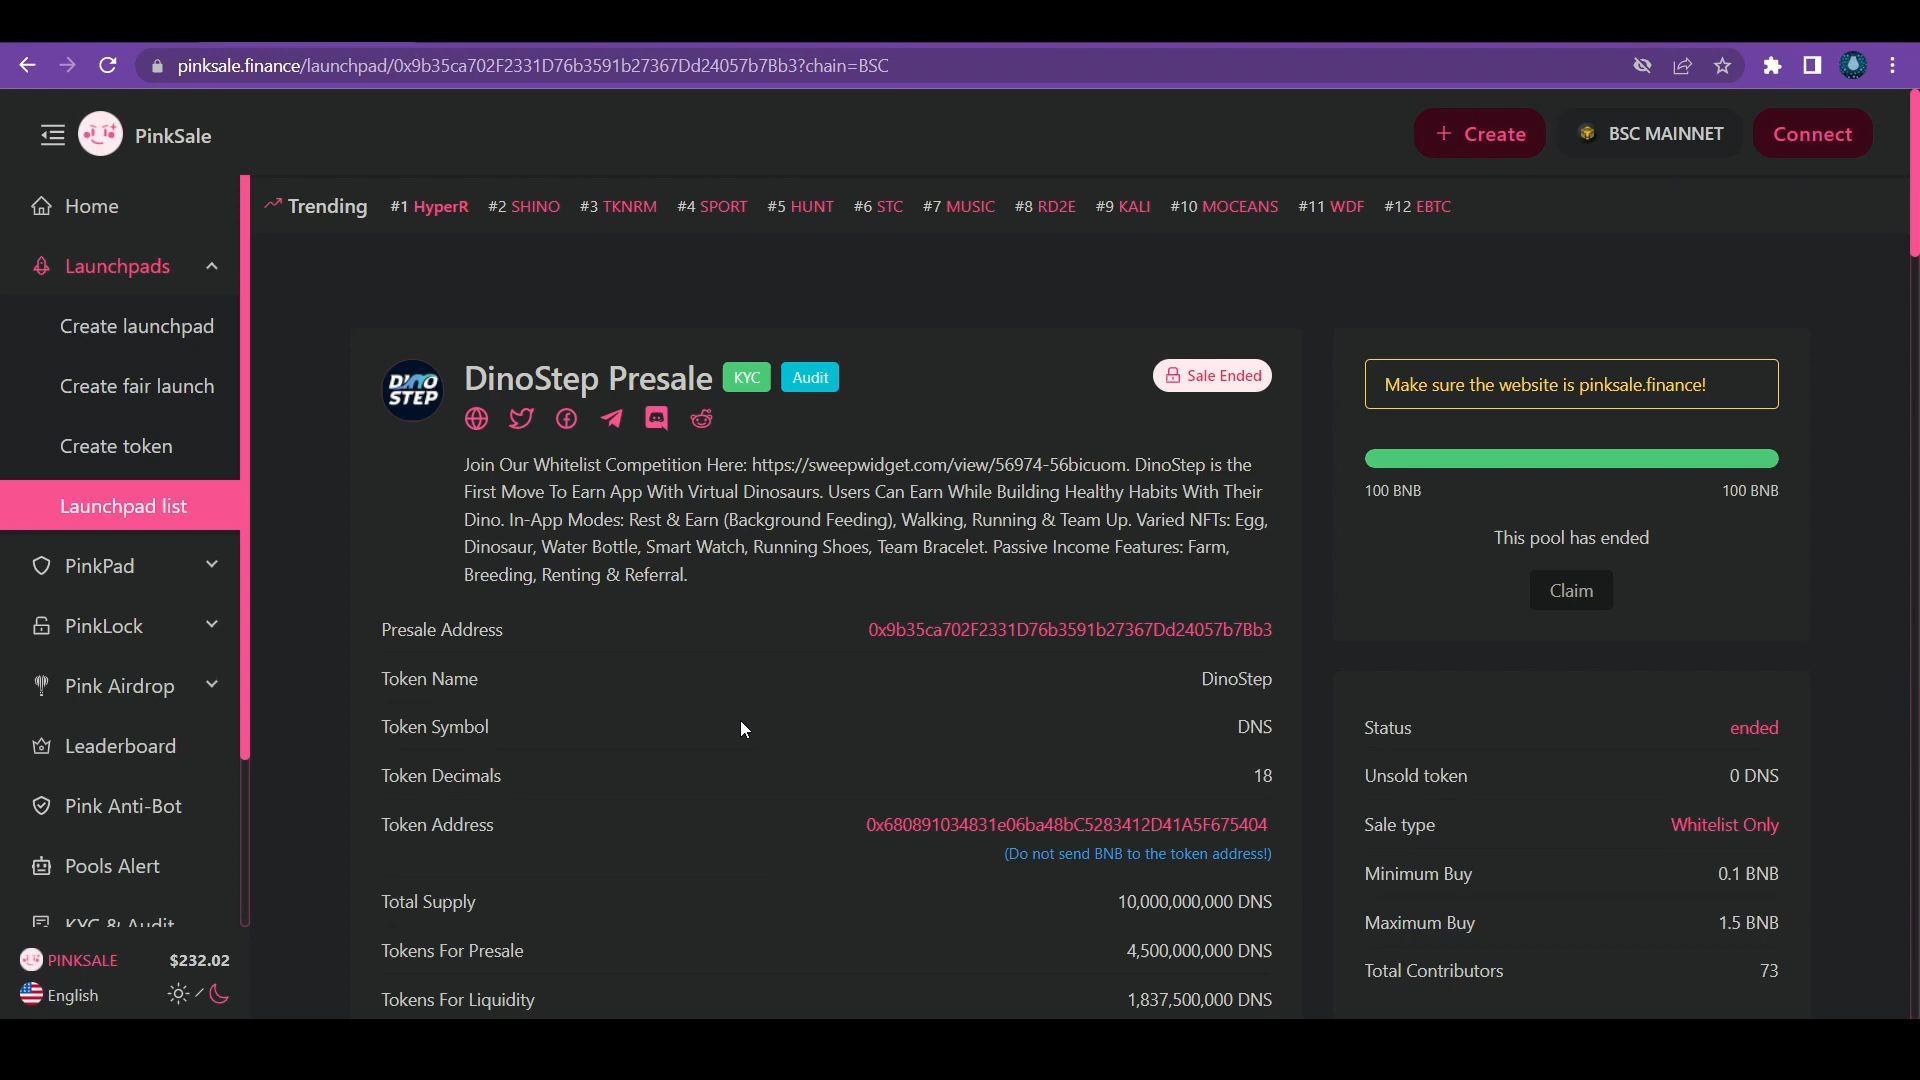 pinksale.finance/launchpad/0x9b35ca702F2331D76b3591b27367Dd24057b7Bb3?chain=BSC
PinkSale
Create
BSC MAINNET
Connect
Home
Launchpads
Create launchpad
Create fair launch
Create token
Launchpad list
PinkPad
PinkLock
Pink Airdrop
Leaderboard
Pink Anti-Bot
Pools Alert
KYC & Audit
PINKSALE $232.02
English
Trending #1 HyperR #2 SHINO #3 TKNRM #4 SPORT #5 HUNT #6 STC #7 MUSIC #8 RD2E #9 KALI #10 MOCEANS #11 WDF #12 EBTC
DINO
STEP
DinoStep Presale KYC Audit
Sale Ended
Join Our Whitelist Competition Here: https://sweepwidget.com/view/56974-56bicuom. DinoStep is the
First Move To Earn App With Virtual Dinosaurs. Users Can Earn While Building Healthy Habits With Their
Dino. In-App Modes: Rest & Earn (Background Feeding), Walking, Running & Team Up. Varied NFTs: Egg,
Dinosaur, Water Bottle, Smart Watch, Running Shoes, Team Bracelet. Passive Income Features: Farm,
Breeding, Renting & Referral.
Presale Address 0x9b35ca702F2331D76b3591b27367Dd24057b7Bb3
Token Name DinoStep
Token Symbol DNS
Token Decimals 18
Token Address 0x680891034831e06ba48bC5283412D41A5F675404
(Do not send BNB to the token address!)
Total Supply 10,000,000,000 DNS
Tokens For Presale 4,500,000,000 DNS
Tokens For Liquidity 1,837,500,000 DNS
Make sure the website is pinksale.finance!
100 BNB 100 BNB
This pool has ended
Claim
Status ended
Unsold token 0 DNS
Sale type Whitelist Only
Minimum Buy 0.1 BNB
Maximum Buy 1.5 BNB
Total Contributors 73